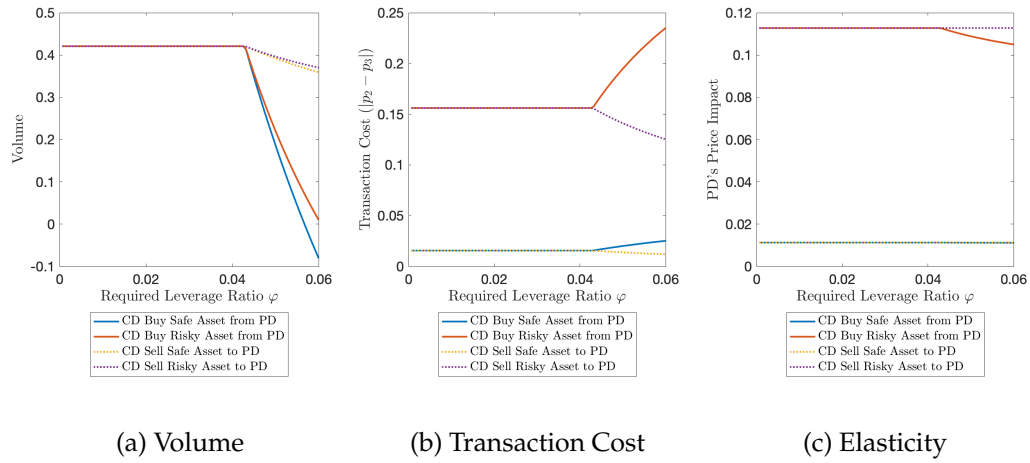 0.5
0.4
0.3
0.2
0.1
0
-0.1
Volume
0
0.02
0.04
0.06
Required Leverage Ratio φ
CD Buy Safe Asset from PD
CD Buy Risky Asset from PD
CD Sell Safe Asset to PD
CD Sell Risky Asset to PD
(a) Volume
0.25
0.2
0.15
0.1
0.05
0
Transaction Cost (|p₂ − p₃|)
0
0.02
0.04
0.06
Required Leverage Ratio φ
CD Buy Safe Asset from PD
CD Buy Risky Asset from PD
CD Sell Safe Asset to PD
CD Sell Risky Asset to PD
(b) Transaction Cost
0.12
0.1
0.08
0.06
0.04
0.02
0
PD's Price Impact
0
0.02
0.04
0.06
Required Leverage Ratio φ
CD Buy Safe Asset from PD
CD Buy Risky Asset from PD
CD Sell Safe Asset to PD
CD Sell Risky Asset to PD
(c) Elasticity